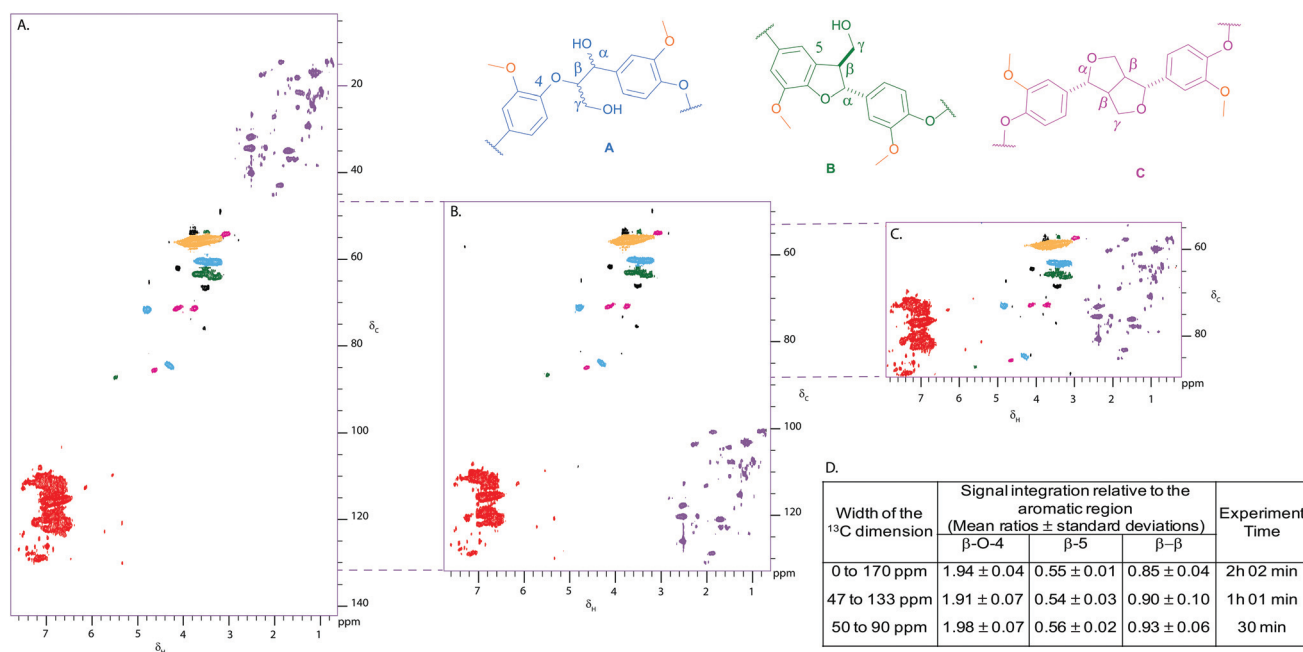 A.
20
40
60
80
100
120
140
δC
ppm
7 6 5 4 3 2 1
δH
HO
α
β
4
O
O
γ
OH
O
O
A
HO
5
γ
β
O
α
O
O
O
B
O
β
α
β
O
γ
O
O
O
O
C
B.
60
80
δC
100
120
ppm
7 6 5 4 3 2 1
δH
C.
60
δC
80
ppm
7 6 5 4 3 2 1
δH
D.
Width of the 13C dimension
Signal integration relative to the aromatic region (Mean ratios ± standard deviations)
Experiment Time
β-O-4 β-5 β–β
0 to 170 ppm 1.94 ± 0.04 0.55 ± 0.01 0.85 ± 0.04 2h 02 min
47 to 133 ppm 1.91 ± 0.07 0.54 ± 0.03 0.90 ± 0.10 1h 01 min
50 to 90 ppm 1.98 ± 0.07 0.56 ± 0.02 0.93 ± 0.06 30 min